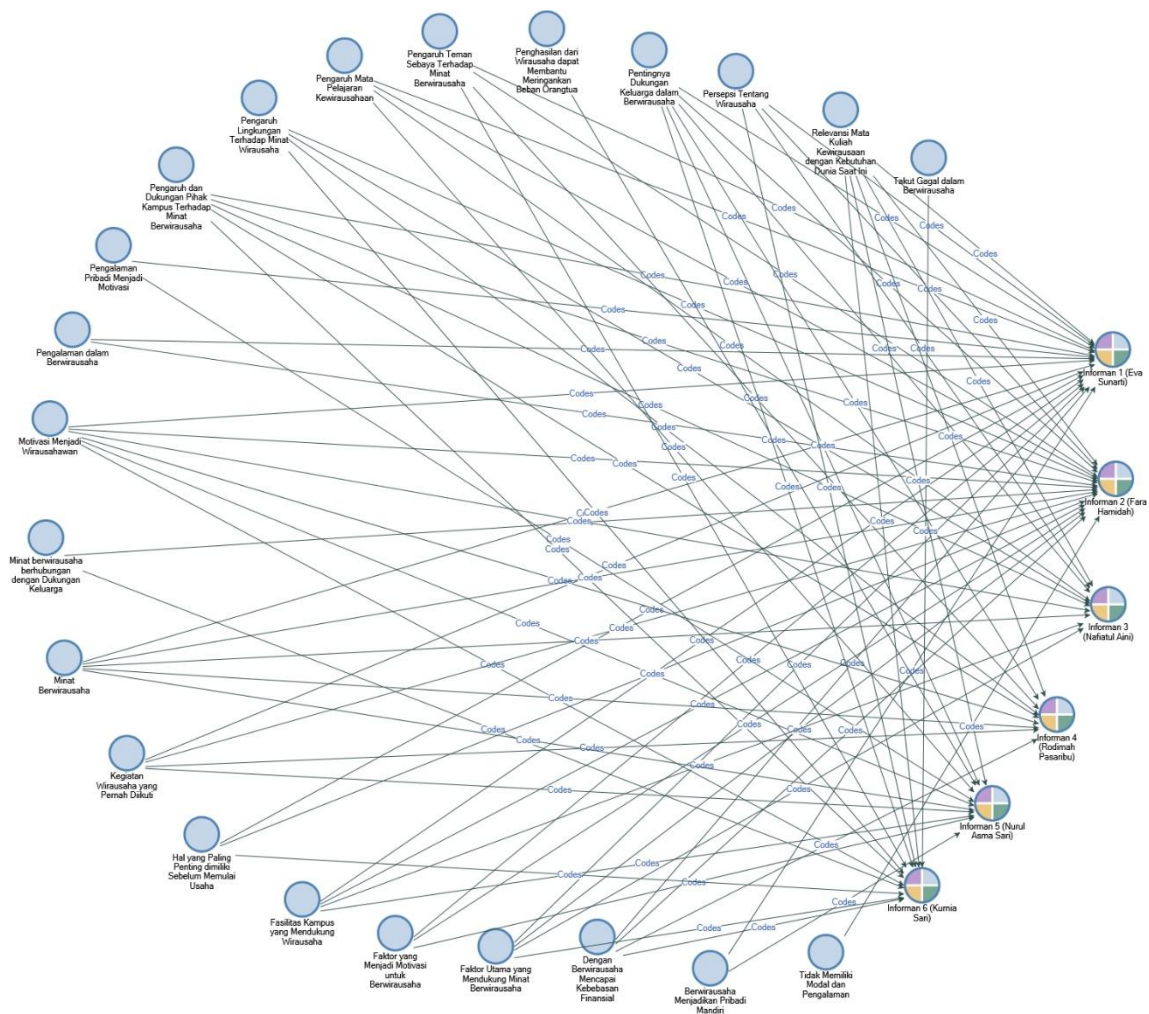 Pengaruh Teman
Sebaya Terhadap
Minat
Berwirausaha
Penghasilan dari
Wirausaha dapat
Membantu
Meringankan
Beban Orangtua
Pentingnya
Dukungan
Keluarga dalam
Berwirausaha
Pengaruh Mata
Pelajaran
Kewirausahaan
Persepsi Tentang
Wirausaha
Pengaruh
Lingkungan
Terhadap Minat
Wirausaha
Relevansi Mata
Kuliah
Kewirausaan
dengan Kebutuhan
Dunia Saat Ini
Takut Gagal dalam
Berwirausaha
Pengaruh dan
Dukungan Pihak
Kampus Terhadap
Minat
Berwirausaha
Pengalaman
Pribadi Menjadi
Motivasi
Pengalaman dalam
Berwirausaha
Motivasi Menjadi
Wirausahawan
Minat berwirausaha
berhubungan
dengan Dukungan
Keluarga
Minat
Berwirausaha
Kegiatan
Wirausaha yang
Pernah Diikuti
Hal yang Paling
Penting dimiliki
Sebelum Memulai
Usaha
Fasilitas Kampus
yang Mendukung
Wirausaha
Faktor yang
Menjadi Motivasi
untuk
Berwirausaha
Faktor Utama yang
Mendukung Minat
Berwirausaha
Dengan
Berwirausaha
Mencapai
Kebebasan
Finansial
Berwirausaha
Menjadikan Pribadi
Mandiri
Tidak Memiliki
Modal dan
Pengalaman
Codes
Informan 1 (Eva
Sunarti)
Informan 2 (Fara
Hamidah)
Informan 3
(Nafiatul Aini)
Informan 4
(Rodimah
Pasaribu)
Informan 5 (Nurul
Asma Sari)
Informan 6 (Kurnia
Sari)